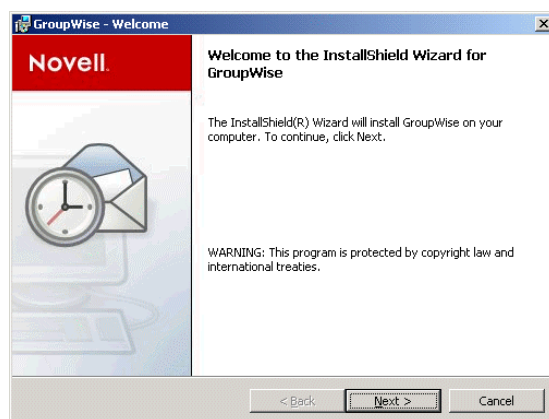 GroupWise - Welcome
Novell.
Welcome to the InstallShield Wizard for
GroupWise
The InstallShield(R) Wizard will install GroupWise on your
computer. To continue, click Next.
WARNING: This program is protected by copyright law and
international treaties.
< Back
Next >
Cancel